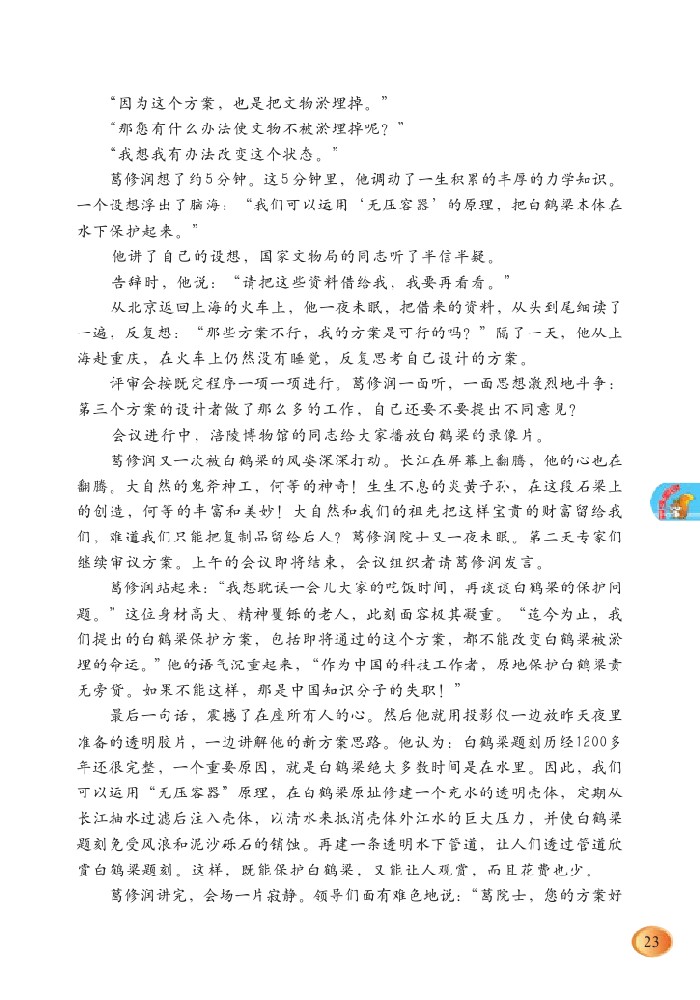 “因为这个方案，也是把文物淤埋掉。”
“那您有什么办法使文物不被淤埋掉呢？”
“我想我有办法改变这个状态。”
葛修润想了约5分钟。这5分钟里，他调动了一生积累的丰厚的力学知识。
一个设想浮出了脑海：“我们可以运用‘无压容器’的原理，把白鹤梁本体在
水下保护起来。”
他讲了自己的设想，国家文物局的同志听了半信半疑。
告辞时，他说：“请把这些资料借给我，我要再看看。”
从北京返回上海的火车上，他一夜未眠，把借来的资料，从头到尾细读了
一遍，反复想：“那些方案不行，我的方案是可行的吗？”隔了一天，他从上
海赴重庆，在火车上仍然没有睡觉，反复思考自己设计的方案。
评审会按既定程序一项一项进行。葛修润一面听，一面思想激烈地斗争：
第三个方案的设计者做了那么多的工作，自己还要不要提出不同意见？
会议进行中，涪陵博物馆的同志给大家播放白鹤梁的录像片。
葛修润又一次被白鹤梁的风姿深深打动。长江在屏幕上翻腾，他的心也在
翻腾。大自然的鬼斧神工，何等的神奇！生生不息的炎黄子孙，在这段石梁上
的创造，何等的丰富和美妙！大自然和我们的祖先把这样宝贵的财富留给我
们，难道我们只能把复制品留给后人？葛修润院士又一夜未眠。第二天专家们
继续审议方案。上午的会议即将结束，会议组织者请葛修润发言。
葛修润站起来：“我想耽误一会儿大家的吃饭时间，再谈谈白鹤梁的保护问
题。”这位身材高大、精神矍铄的老人，此刻面容极其凝重。“迄今为止，我
们提出的白鹤梁保护方案，包括即将通过的这个方案，都不能改变白鹤梁被淤
埋的命运。”他的语气沉重起来，“作为中国的科技工作者，原地保护白鹤梁责
无旁贷。如果不能这样，那是中国知识分子的失职！”
最后一句话，震撼了在座所有人的心。然后他就用投影仪一边放昨天夜里
准备的透明胶片，一边讲解他的新方案思路。他认为：白鹤梁题刻历经1200多
年还很完整，一个重要原因，就是白鹤梁绝大多数时间是在水里。因此，我们
可以运用“无压容器”原理，在白鹤梁原址修建一个充水的透明壳体，定期从
长江抽水过滤后注入壳体，以清水来抵消壳体外江水的巨大压力，并使白鹤梁
题刻免受风浪和泥沙砾石的销蚀。再建一条透明水下管道，让人们透过管道欣
赏白鹤梁题刻。这样，既能保护白鹤梁，又能让人观赏，而且花费也少。
葛修润讲完，会场一片寂静。领导们面有难色地说：“葛院士，您的方案好
23